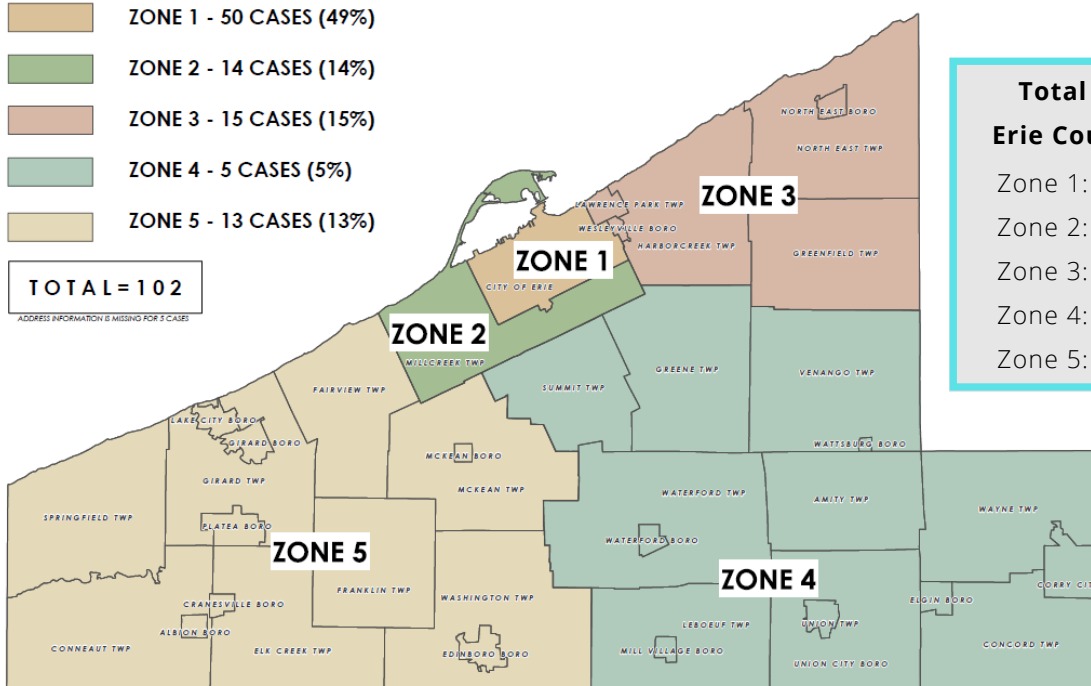 ZONE 1 - 50 CASES (49%)
ZONE 2 - 14 CASES (14%)
ZONE 3 - 15 CASES (15%)
ZONE 4 - 5 CASES (5%)
ZONE 5 - 13 CASES (13%)
TOTAL=102
ADDRESS INFORMATION IS MISSING FOR 5 CASES
Total
Erie Cou
Zone 1:
Zone 2:
Zone 3:
Zone 4:
Zone 5:
NORTH EAST BORO
NORTH EAST TWP
ZONE 3
LAWRENCE PARK TWP
WESLEYVILLE BORO
HARBORCREEK TWP
GREENFIELD TWP
ZONE 1
CITY OF ERIE
ZONE 2
MILLCREEK TWP
FAIRVIEW TWP
SUMMIT TWP
GREENE TWP
VENANGO TWP
LAKE CITY BORO
GIRARD BORO
MCKEAN BORO
WATTSBURG BORO
GIRARD TWP
MCKEAN TWP
WATERFORD TWP
AMITY TWP
WAYNE TWP
SPRINGFIELD TWP
PLATEA BORO
WATERFORD BORO
ZONE 5
ZONE 4
CORRY CIT
FRANKLIN TWP
WASHINGTON TWP
ELGIN BORO
CRANESVILLE BORO
ALBION BORO
LEBOEUF TWP
UNION TWP
CONNEAUT TWP
ELK CREEK TWP
EDINBORO BORO
MILL VILLAGE BORO
UNION CITY BORO
CONCORD TWP